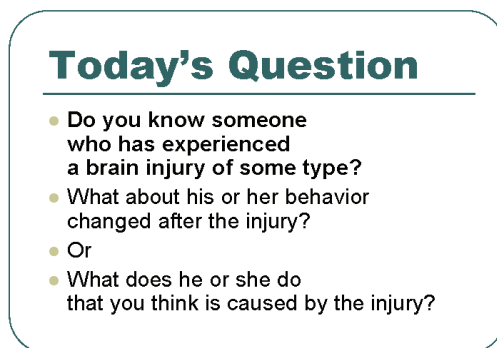 Today's Question
Do you know someone
who has experienced
a brain injury of some type?
What about his or her behavior
changed after the injury?
Or
What does he or she do
that you think is caused by the injury?